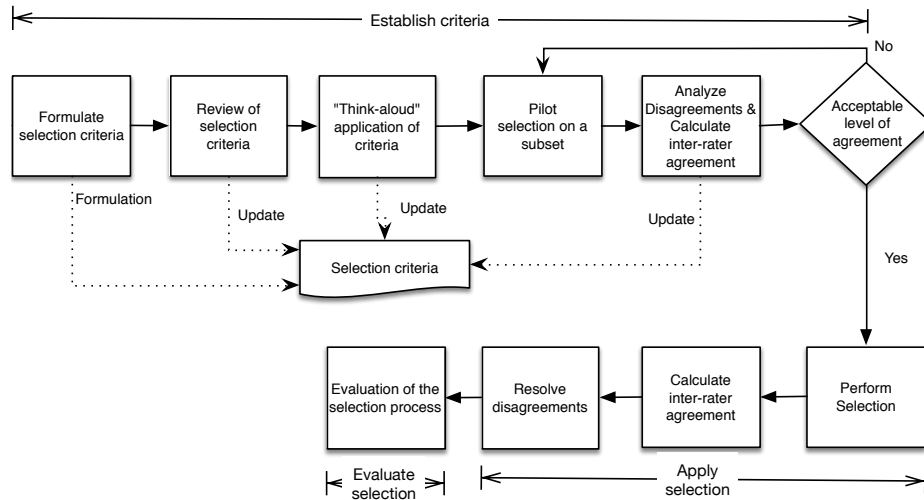 Establish criteria
No
Formulate
selection criteria
Review of
selection
criteria
"Think-aloud"
application of
criteria
Pilot
selection on a
subset
Analyze
Disagreements &
Calculate
inter-rater
agreement
Acceptable
level of
agreement
Formulation
Update
Update
Update
Selection criteria
Yes
Evaluation of the
selection process
Resolve
disagreements
Calculate
inter-rater
agreement
Perform
Selection
Evaluate
selection
Apply
selection